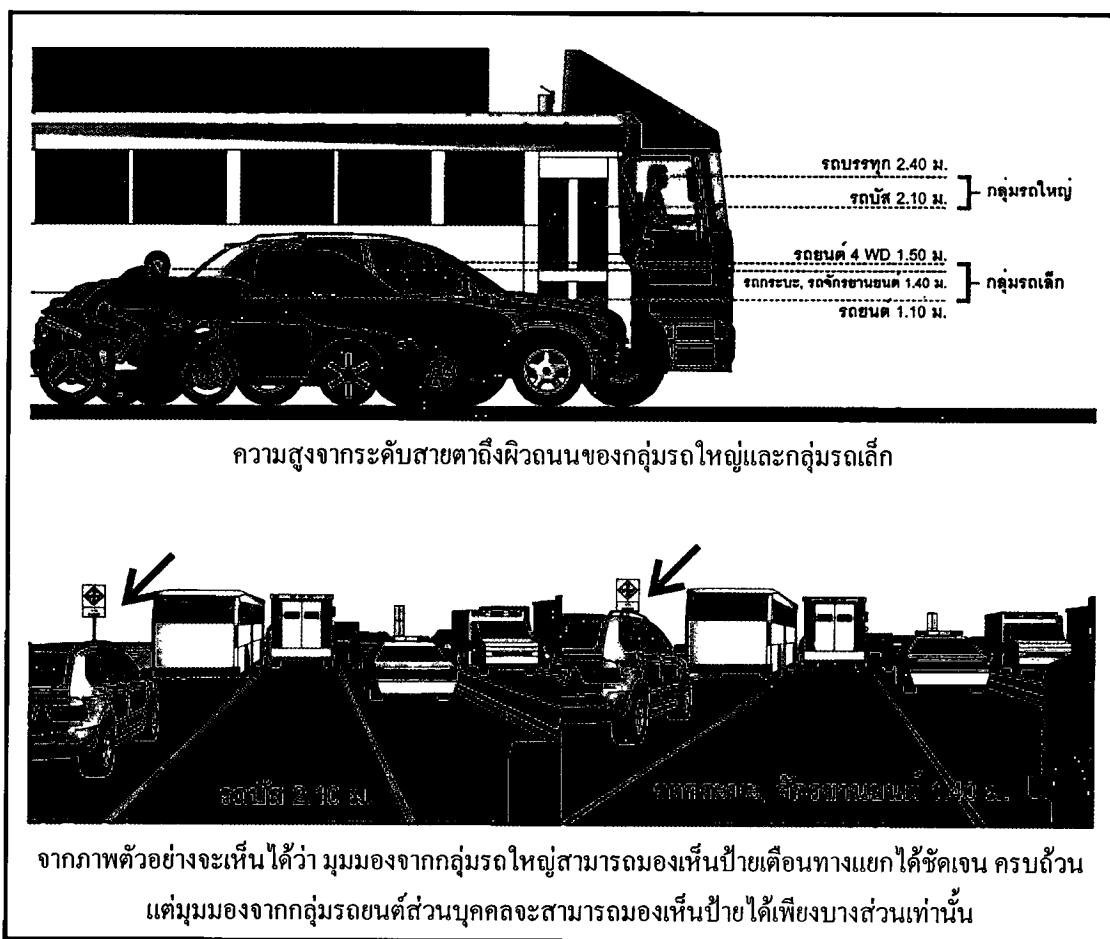 รถบรรทุก 2.40 ม.
รถบัส 2.10 ม.
กลุ่มรถใหญ่
รถยนต์ 4 WD 1.50 ม.
รถกระบะ, รถจักรยานยนต์ 1.40 ม.
รถยนต์ 1.10 ม.
กลุ่มรถเล็ก
ความสูงจากระดับสายตาถึงผิวถนนของกลุ่มรถใหญ่และกลุ่มรถเล็ก
รถบัส 2.10 ม.
จักรยานยนต์ 1.40 ม.
จากภาพตัวอย่างจะเห็นได้ว่า มุมมองจากกลุ่มรถใหญ่สามารถมองเห็นป้ายเตือนทางแยกได้ชัดเจน ครบถ้วน
แต่มุมมองจากกลุ่มรถยนต์ส่วนบุคคลจะสามารถมองเห็นป้ายได้เพียงบางส่วนเท่านั้น